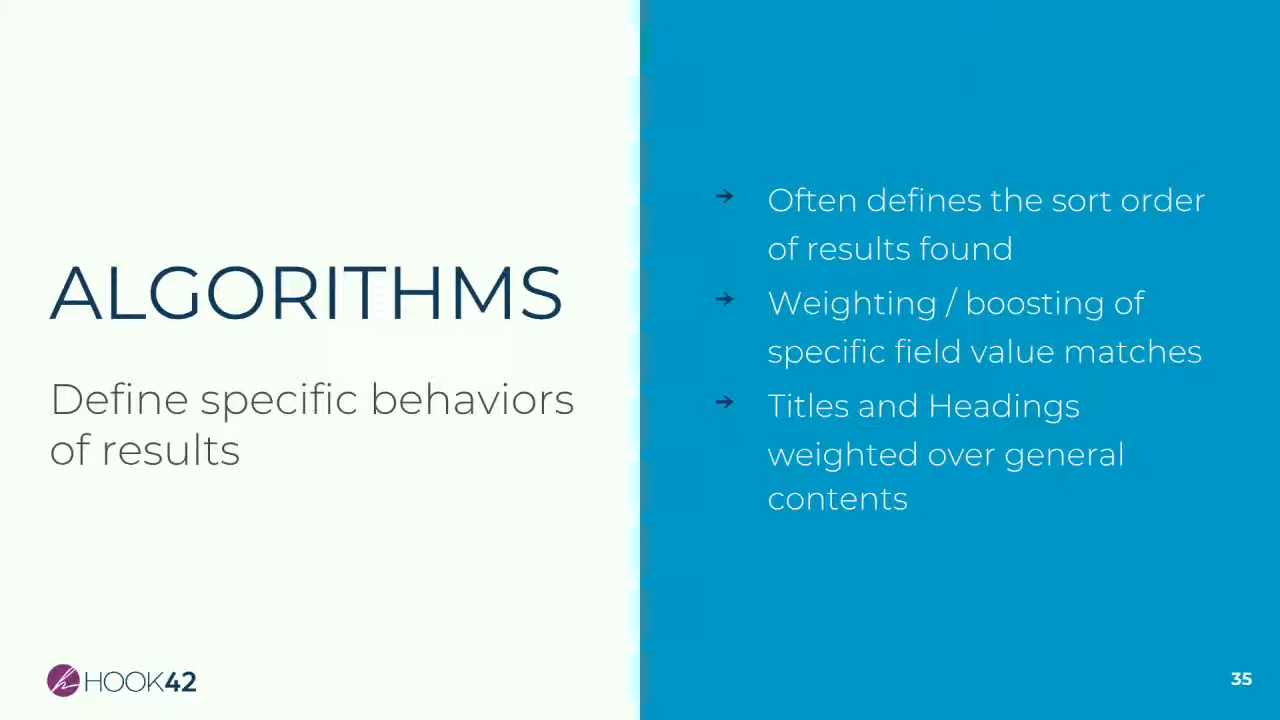 ALGORITHMS
Define specific behaviors
of results
→ Often defines the sort order
of results found
→ Weighting / boosting of
specific field value matches
→ Titles and Headings
weighted over general
contents
HOOK42
35